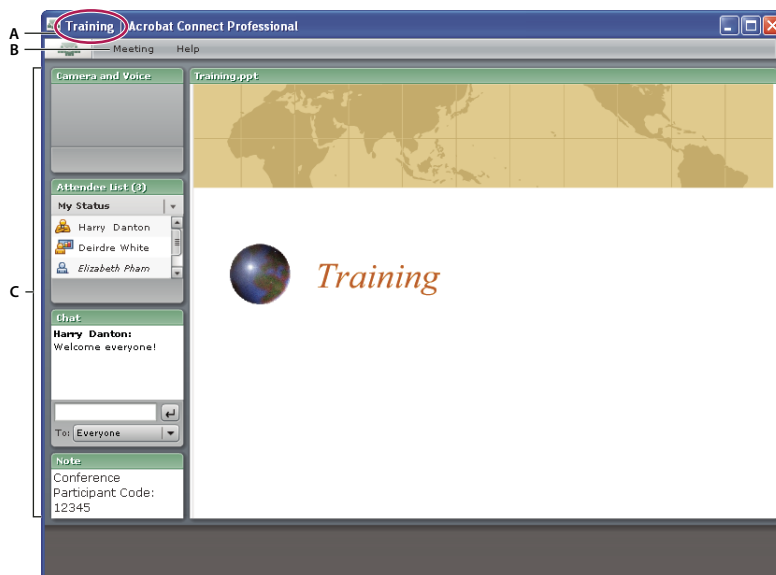 A
Training | Acrobat Connect Professional
B
Meeting Help
C
Camera and Voice
Attendee List (3)
My Status
Harry Danton
Deirdre White
Elizabeth Pham
Chat
Harry Danton:
Welcome everyone!
To: Everyone
Note
Conference
Participant Code:
12345
Training.ppt
Training